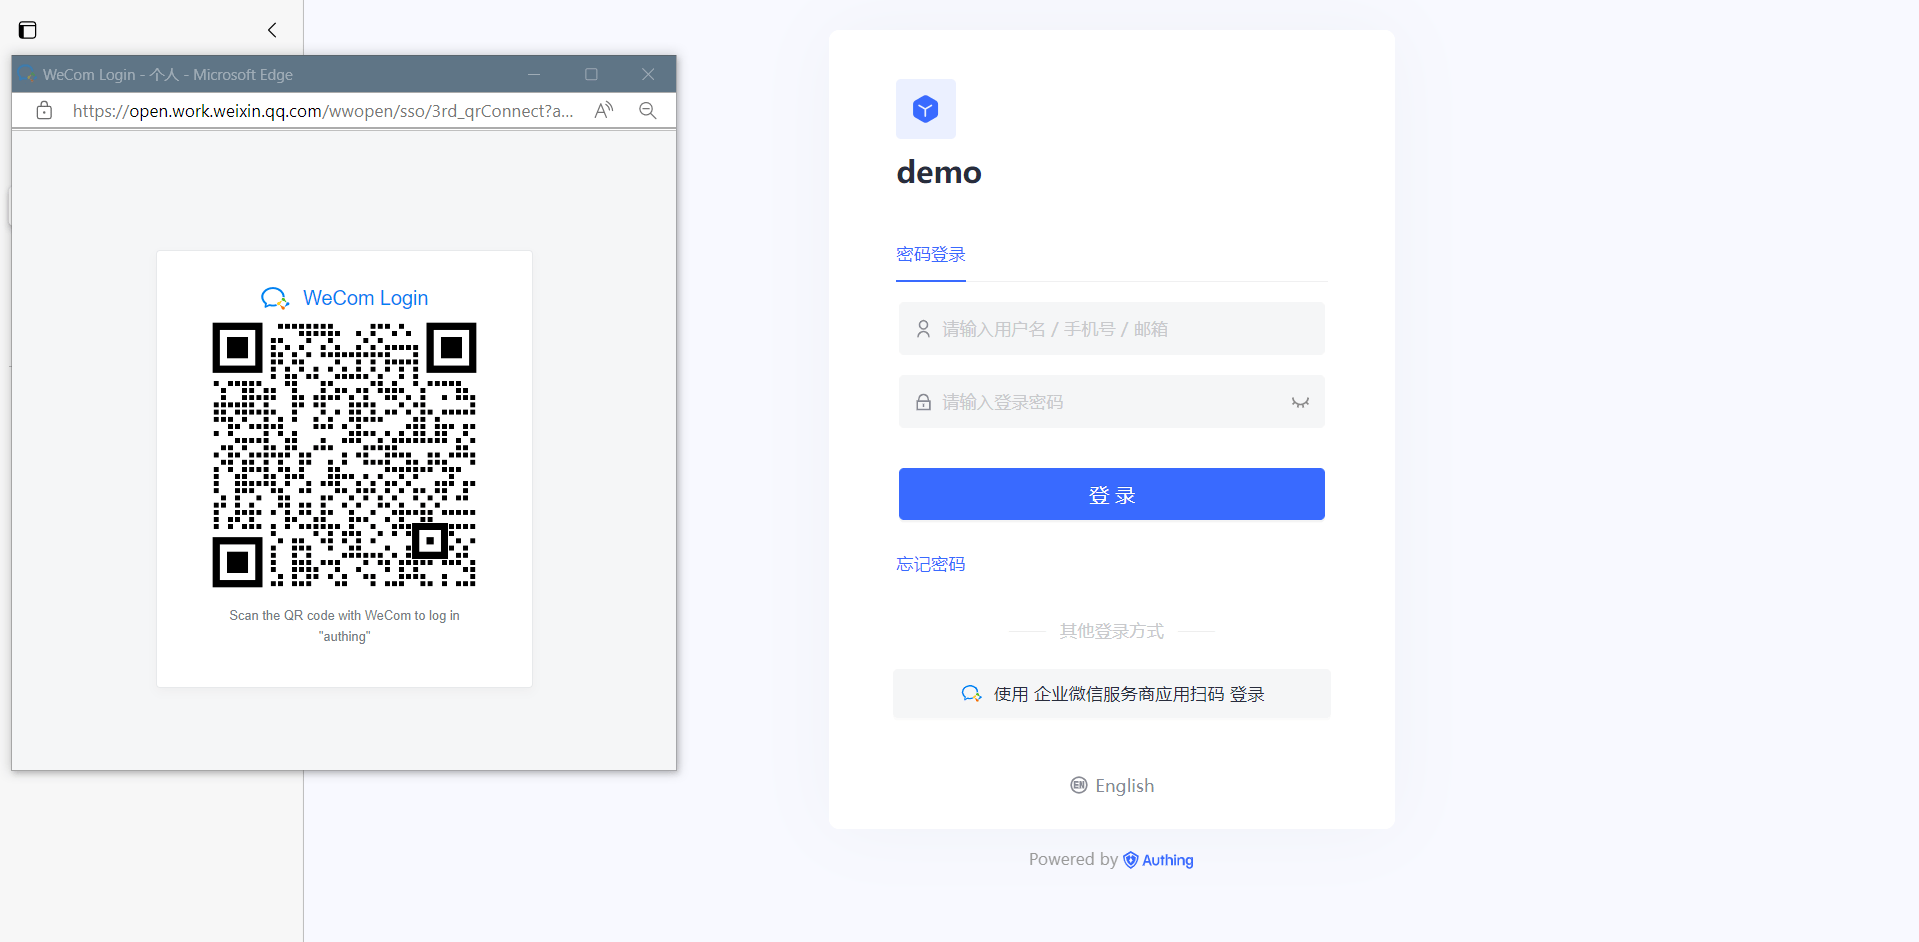 WeCom Login - 个人 - Microsoft Edge
https://open.work.weixin.qq.com/wwopen/sso/3rd_qrConnect?a...
WeCom Login
Scan the QR code with WeCom to log in
"authing"
demo
密码登录
请输入用户名 / 手机号 / 邮箱
请输入登录密码
登 录
忘记密码
其他登录方式
使用 企业微信服务商应用扫码 登录
EN English
Powered by Authing